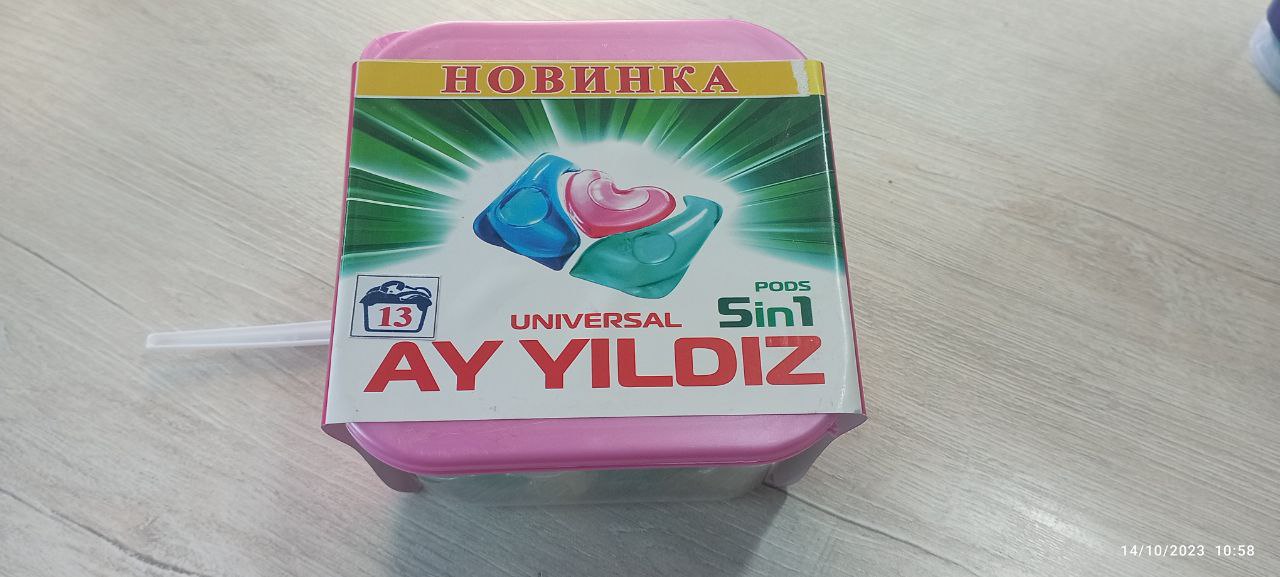 НОВИНКА
PODS
5in1
UNIVERSAL
13
AY YILDIZ
14/10/2023 10:58